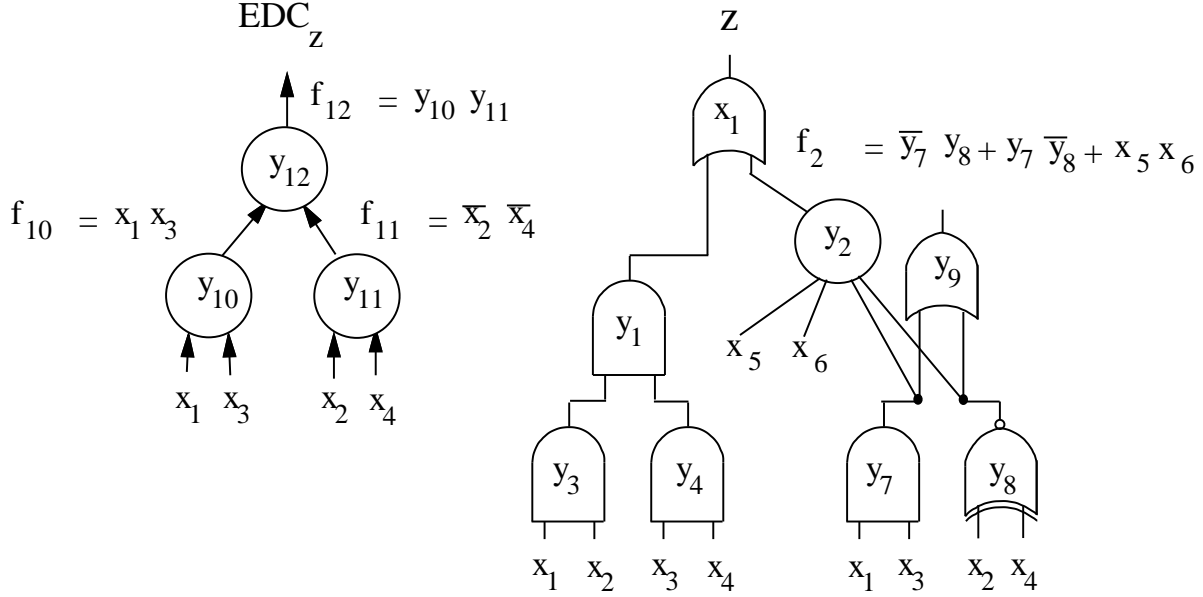 EDC_z
f_12 = y_10 y_11
y_12
f_10 = x_1 x_3
f_11 = x̅_2 x̅_4
y_10
y_11
x_1 x_3 x_2 x_4
z
x_1
f_2 = y̅_7 y_8 + y_7 y̅_8 + x_5 x_6
y_2
y_9
y_1
x_5 x_6
y_3 y_4 y_7 y_8
x_1 x_2 x_3 x_4 x_1 x_3 x_2 x_4